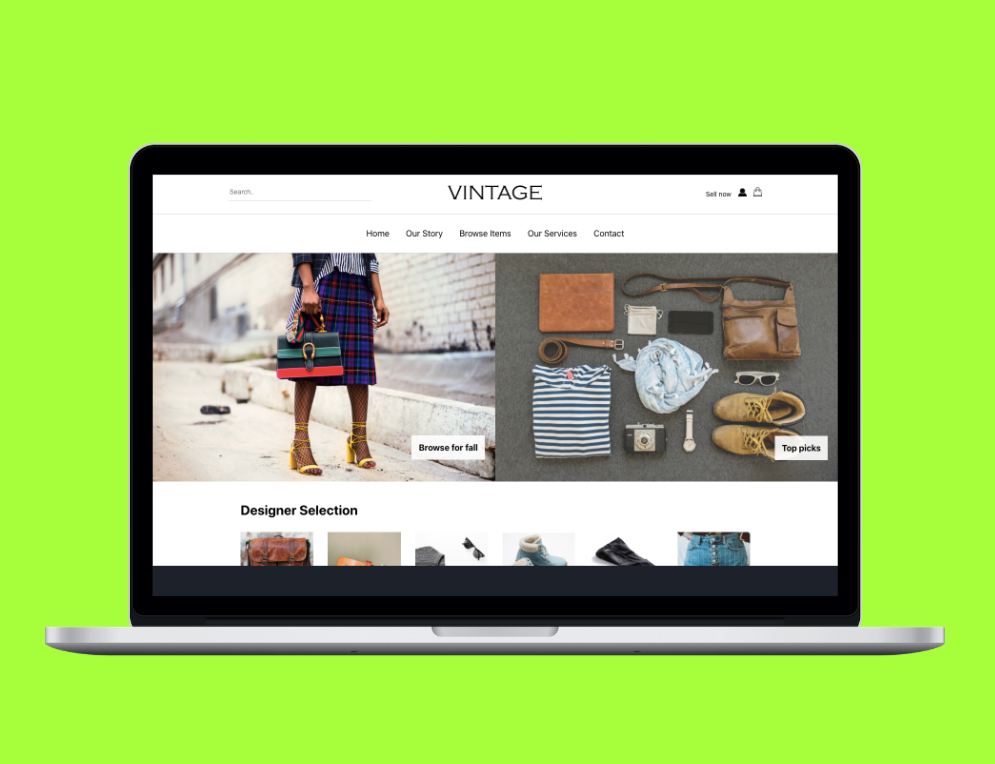 Search..
VINTAGE
Sell now
Home Our Story Browse Items Our Services Contact
Browse for fall
Top picks
Designer Selection